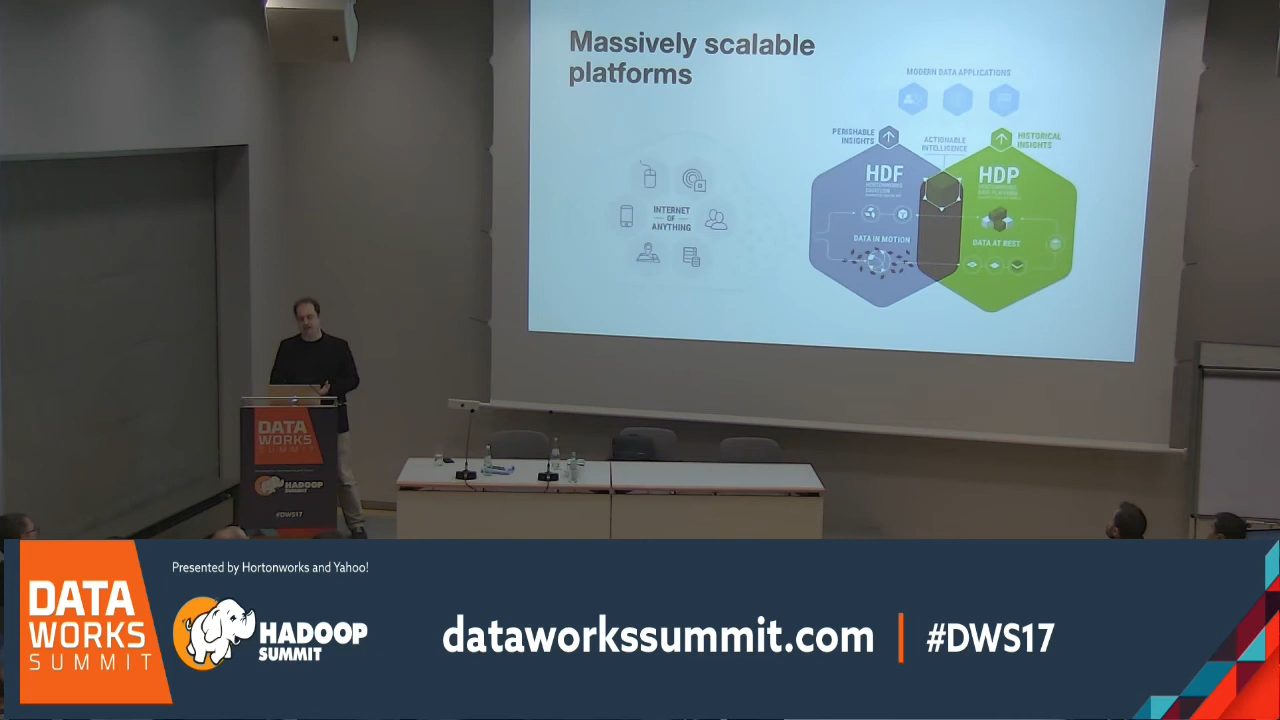 Massively scalable
platforms
MODERN DATA APPLICATIONS
PERISHABLE
INSIGHTS
ACTIONABLE
INTELLIGENCE
HISTORICAL
INSIGHTS
HDF
HDP
INTERNET
OF
ANYTHING
DATA IN MOTION
DATA AT REST
DATA
WORKS
SUMMIT
HADOOP
SUMMIT
#DWS17
Presented by Hortonworks and Yahoo!
DATA
WORKS
SUMMIT
HADOOP
SUMMIT
dataworkssummit.com
#DWS17